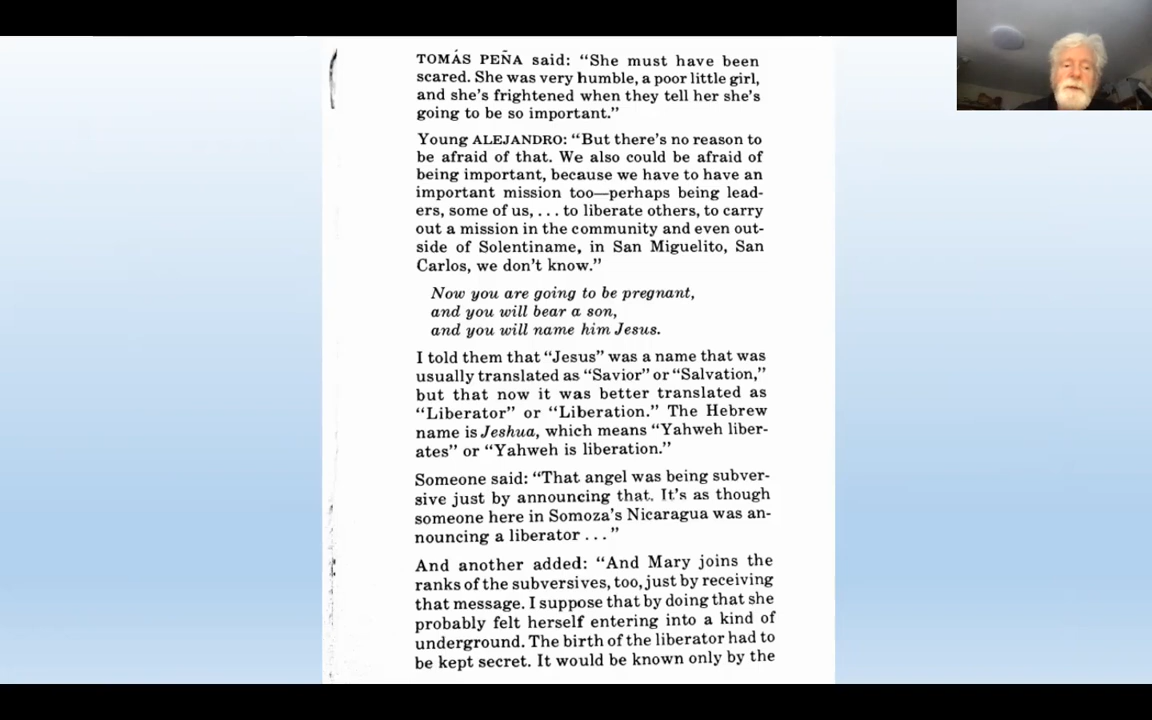 TOMÁS PEÑA said: “She must have been
scared. She was very humble, a poor little girl,
and she's frightened when they tell her she's
going to be so important.”
Young ALEJANDRO: “But there's no reason to
be afraid of that. We also could be afraid of
being important, because we have to have an
important mission too—perhaps being lead-
ers, some of us, . . . to liberate others, to carry
out a mission in the community and even out-
side of Solentiname, in San Miguelito, San
Carlos, we don't know.”
Now you are going to be pregnant,
and you will bear a son,
and you will name him Jesus.
I told them that “Jesus” was a name that was
usually translated as “Savior” or “Salvation,”
but that now it was better translated as
“Liberator” or “Liberation.” The Hebrew
name is Jeshua, which means “Yahweh liber-
ates” or “Yahweh is liberation.”
Someone said: “That angel was being subver-
sive just by announcing that. It's as though
someone here in Somoza's Nicaragua was an-
nouncing a liberator . . .”
And another added: “And Mary joins the
ranks of the subversives, too, just by receiving
that message. I suppose that by doing that she
probably felt herself entering into a kind of
underground. The birth of the liberator had to
be kept secret. It would be known only by the